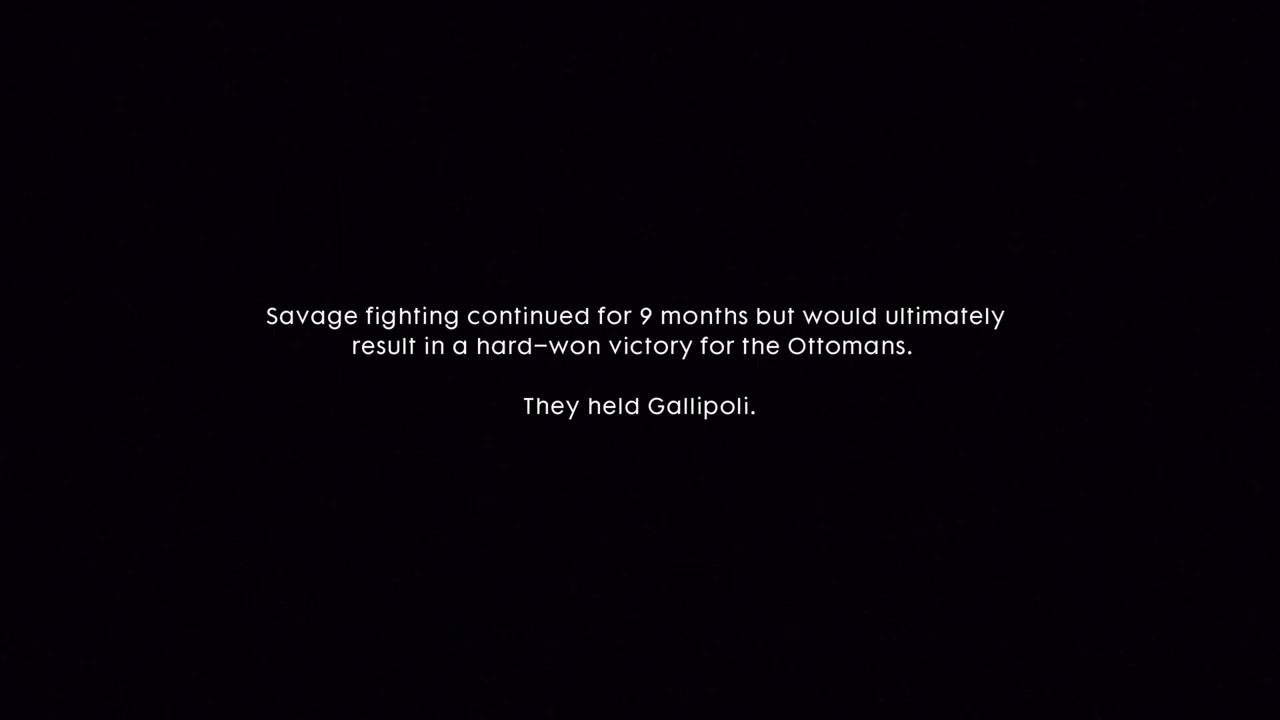 Savage fighting continued for 9 months but would ultimately
result in a hard–won victory for the Ottomans.
They held Gallipoli.